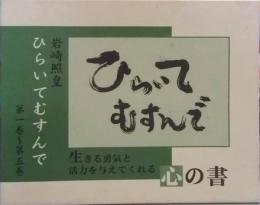 岩崎照皇
ひらいてむすんで
第一巻〜第五巻
ひらいて
むすんで
生きる勇気と
活力を与えてくれる
心の書